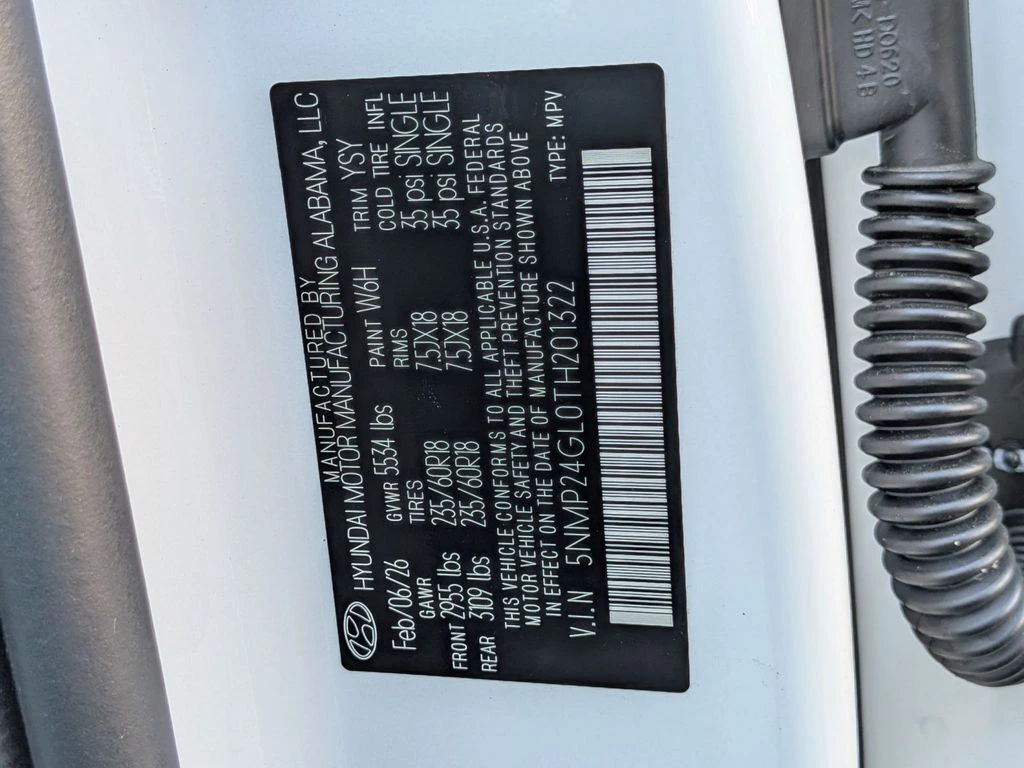 MANUFACTURED BY
HYUNDAI MOTOR MANUFACTURING ALABAMA, LLC
Feb/06/26 GVWR 5534 lbs PAINT W6H TRIM YSY
GAWR TIRES RIMS COLD TIRE INFL
FRONT 2955 lbs 235/60R18 7.5JX18 35 psi SINGLE
REAR 3109 lbs 235/60R18 7.5JX18 35 psi SINGLE
THIS VEHICLE CONFORMS TO ALL APPLICABLE U.S.A. FEDERAL
MOTOR VEHICLE SAFETY AND THEFT PREVENTION STANDARDS
IN EFFECT ON THE DATE OF MANUFACTURE SHOWN ABOVE
V.I.N 5NMP24GL0TH201322 TYPE: MPV
-P0620
HD 4B